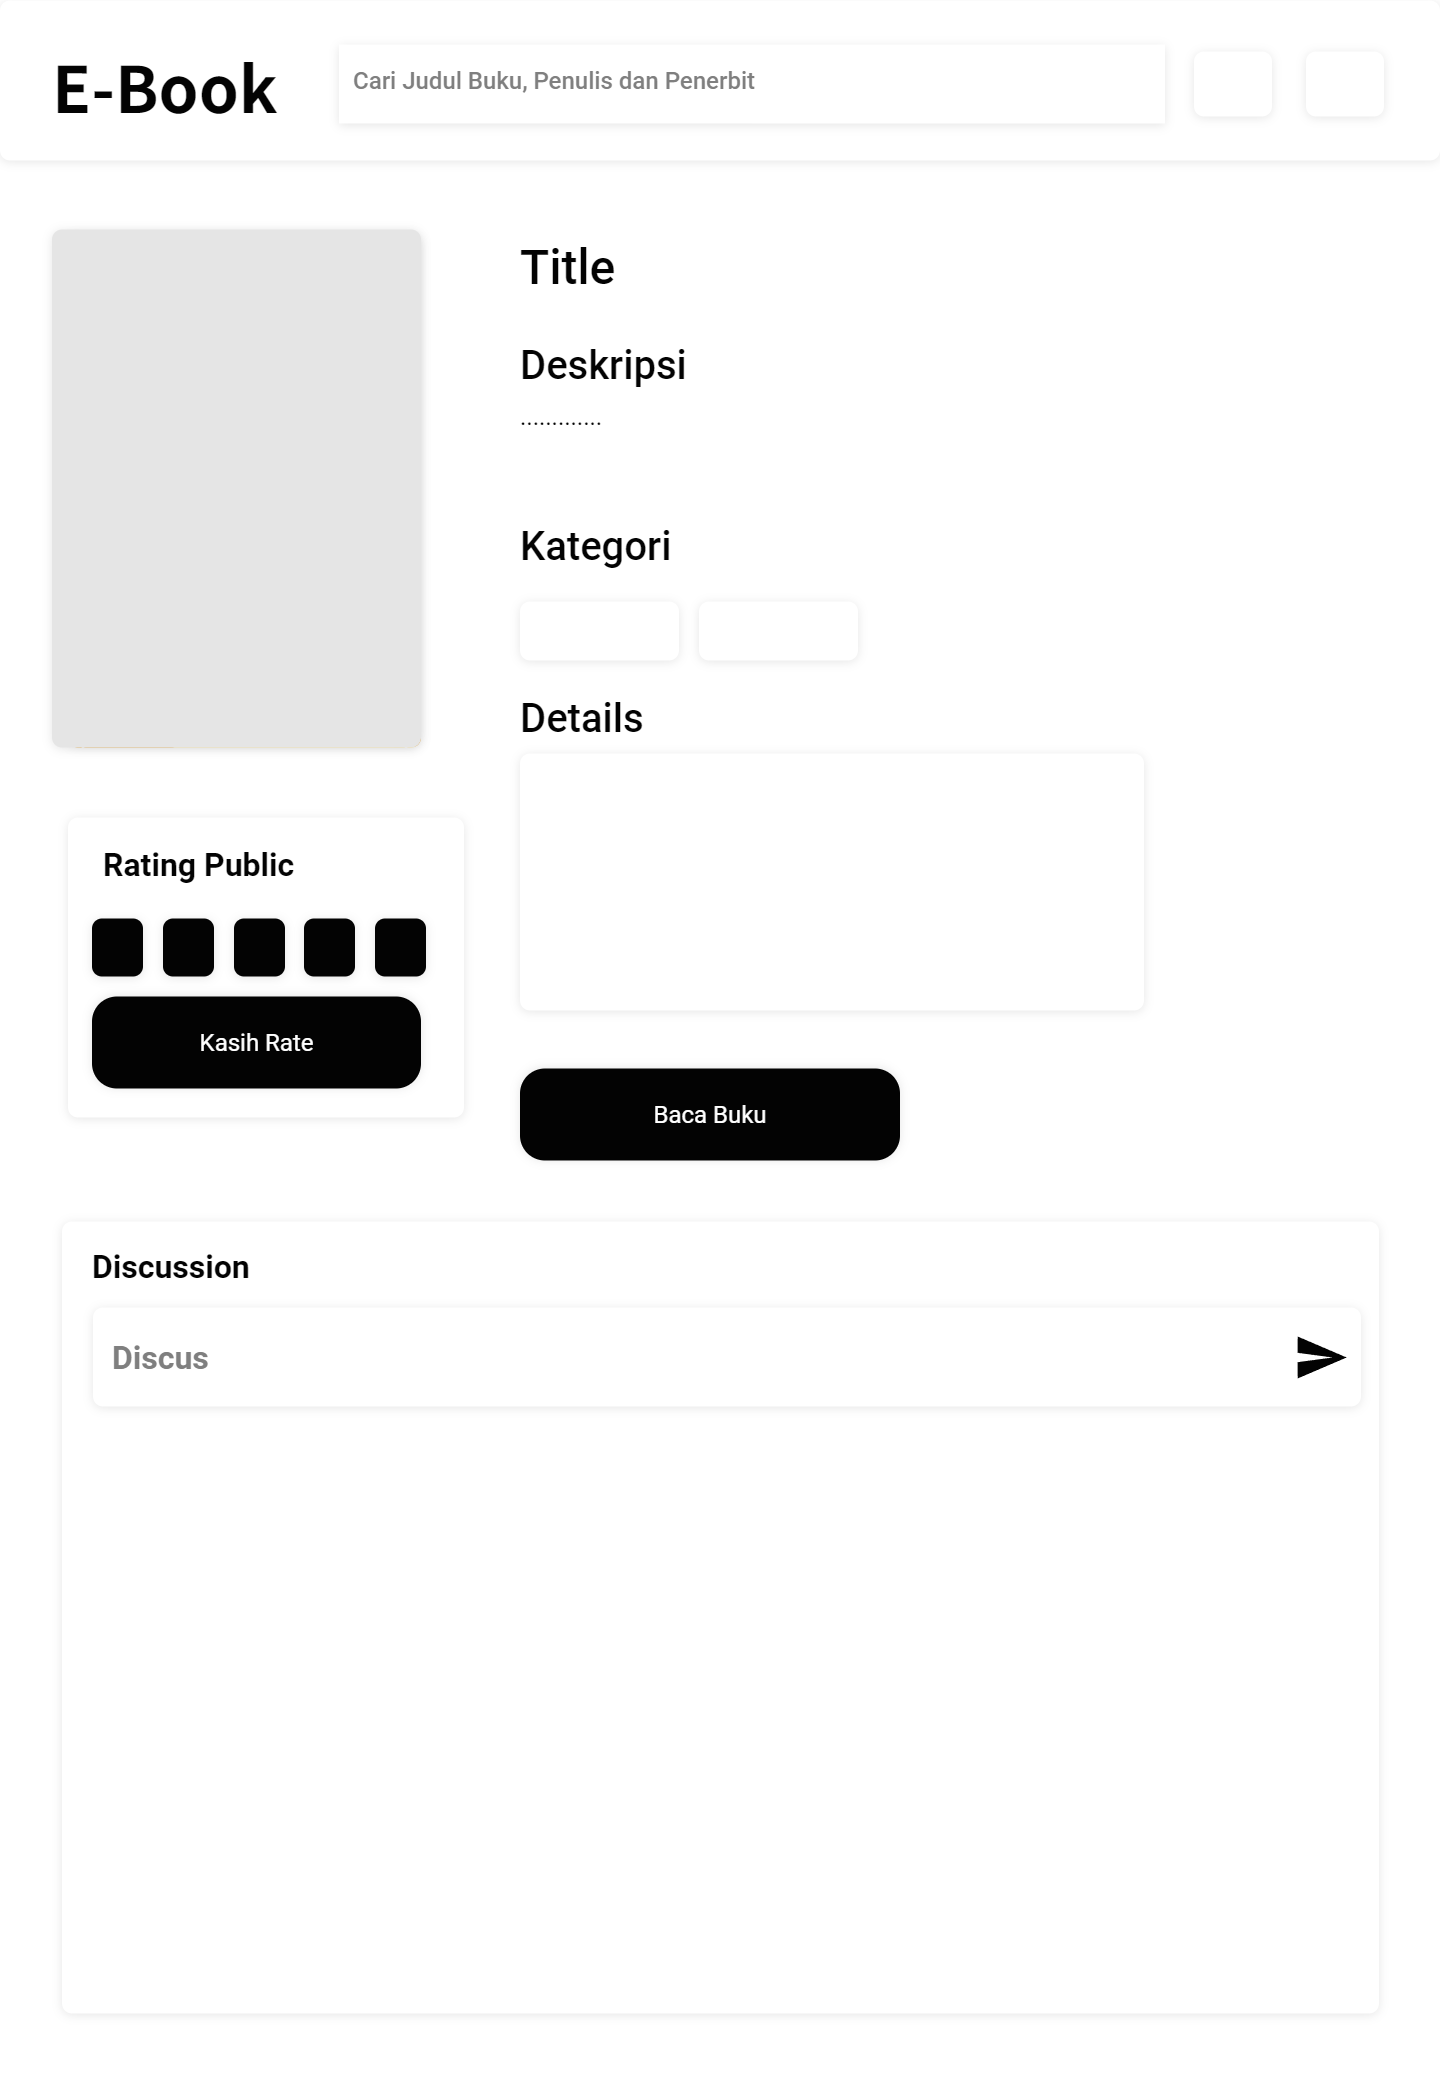 E-Book
Cari Judul Buku, Penulis dan Penerbit
Title
Deskripsi
.............
Kategori
Details
Rating Public
Kasih Rate
Baca Buku
Discussion
Discus